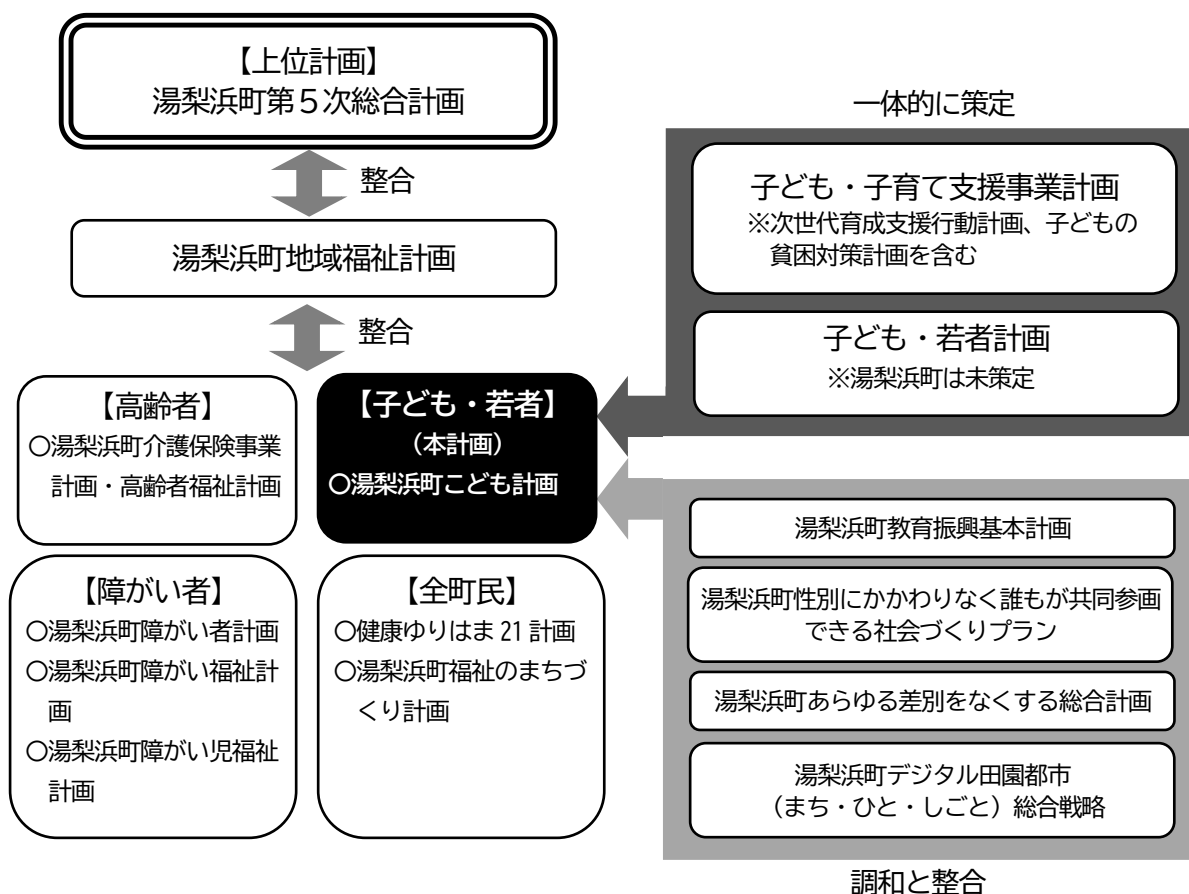 【上位計画】
湯梨浜町第５次総合計画
整合
湯梨浜町地域福祉計画
整合
【高齢者】
〇湯梨浜町介護保険事業
計画・高齢者福祉計画
【子ども・若者】
（本計画）
〇湯梨浜町こども計画
【障がい者】
〇湯梨浜町障がい者計画
〇湯梨浜町障がい福祉計
画
〇湯梨浜町障がい児福祉
計画
【全町民】
〇健康ゆりはま 21 計画
〇湯梨浜町福祉のまちづ
くり計画
一体的に策定
子ども・子育て支援事業計画
※次世代育成支援行動計画、子どもの
貧困対策計画を含む
子ども・若者計画
※湯梨浜町は未策定
湯梨浜町教育振興基本計画
湯梨浜町性別にかかわりなく誰もが共同参画
できる社会づくりプラン
湯梨浜町あらゆる差別をなくする総合計画
湯梨浜町デジタル田園都市
（まち・ひと・しごと）総合戦略
調和と整合